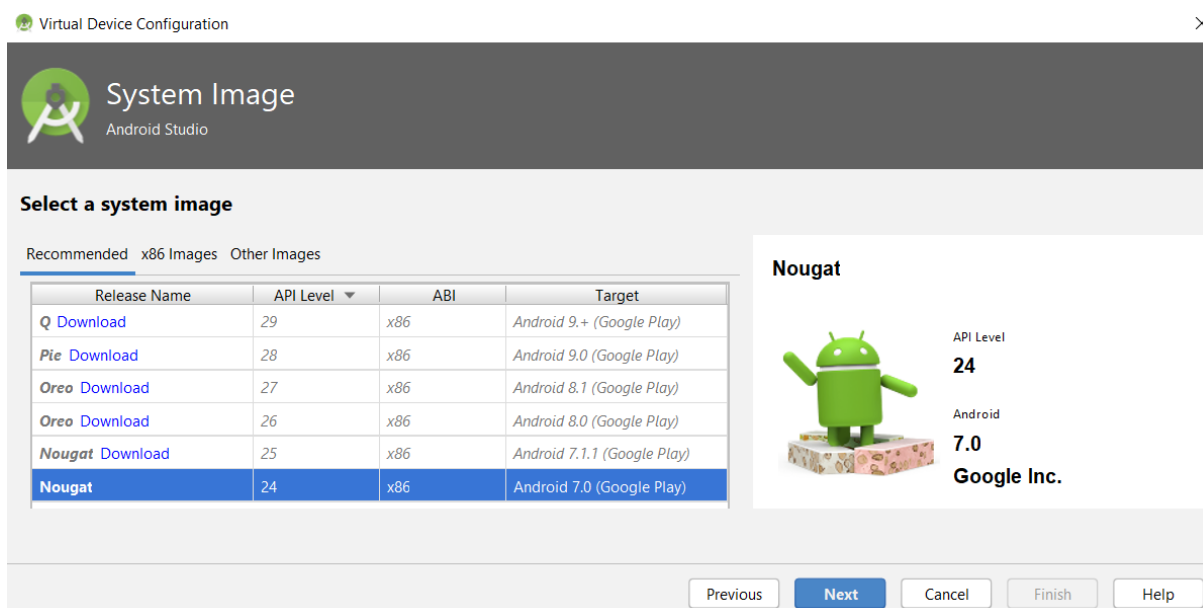 Virtual Device Configuration
System Image
Android Studio
Select a system image
Recommended x86 Images Other Images
Release Name API Level ABI Target
Q Download 29 x86 Android 9.+ (Google Play)
Pie Download 28 x86 Android 9.0 (Google Play)
Oreo Download 27 x86 Android 8.1 (Google Play)
Oreo Download 26 x86 Android 8.0 (Google Play)
Nougat Download 25 x86 Android 7.1.1 (Google Play)
Nougat 24 x86 Android 7.0 (Google Play)
Nougat
API Level
24
Android
7.0
Google Inc.
Previous Next Cancel Finish Help